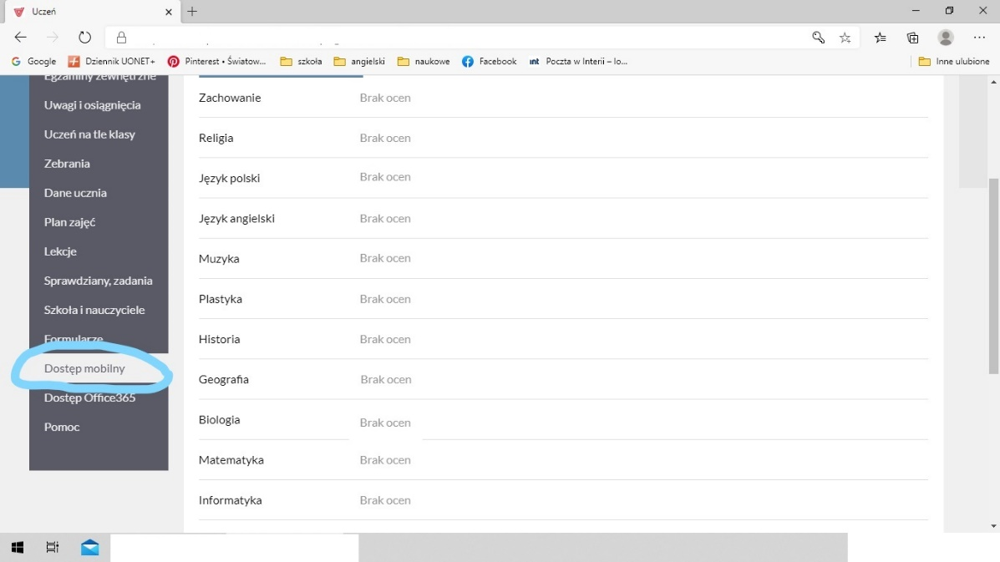 Uczeń
Google
Dziennik UONET+
Pinterest • Światow...
szkoła
angielski
naukowe
Facebook
int Poczta w Interii – lo...
Inne ulubione
Egzaminy zewnętrzne
Uwagi i osiągnięcia
Uczeń na tle klasy
Zebrania
Dane ucznia
Plan zajęć
Lekcje
Sprawdziany, zadania
Szkoła i nauczyciele
Formularze
Dostęp mobilny
Dostęp Office365
Pomoc
Zachowanie Brak ocen
Religia Brak ocen
Język polski Brak ocen
Język angielski Brak ocen
Muzyka Brak ocen
Plastyka Brak ocen
Historia Brak ocen
Geografia Brak ocen
Biologia Brak ocen
Matematyka Brak ocen
Informatyka Brak ocen